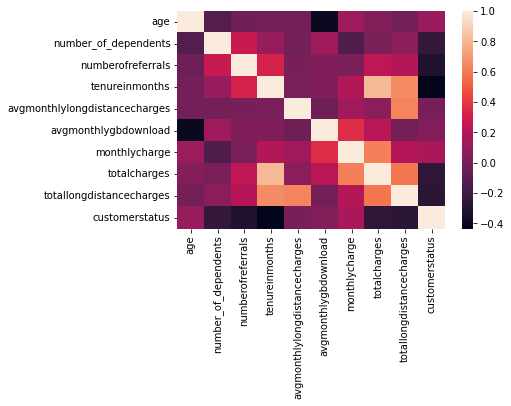 age
number_of_dependents
numberofreferrals
tenureinmonths
avgmonthlylongdistancecharges
avgmonthlygbdownload
monthlycharge
totalcharges
totallongdistancecharges
customerstatus
age
number_of_dependents
numberofreferrals
tenureinmonths
avgmonthlylongdistancecharges
avgmonthlygbdownload
monthlycharge
totalcharges
totallongdistancecharges
customerstatus
1.0
0.8
0.6
0.4
0.2
0.0
−0.2
−0.4